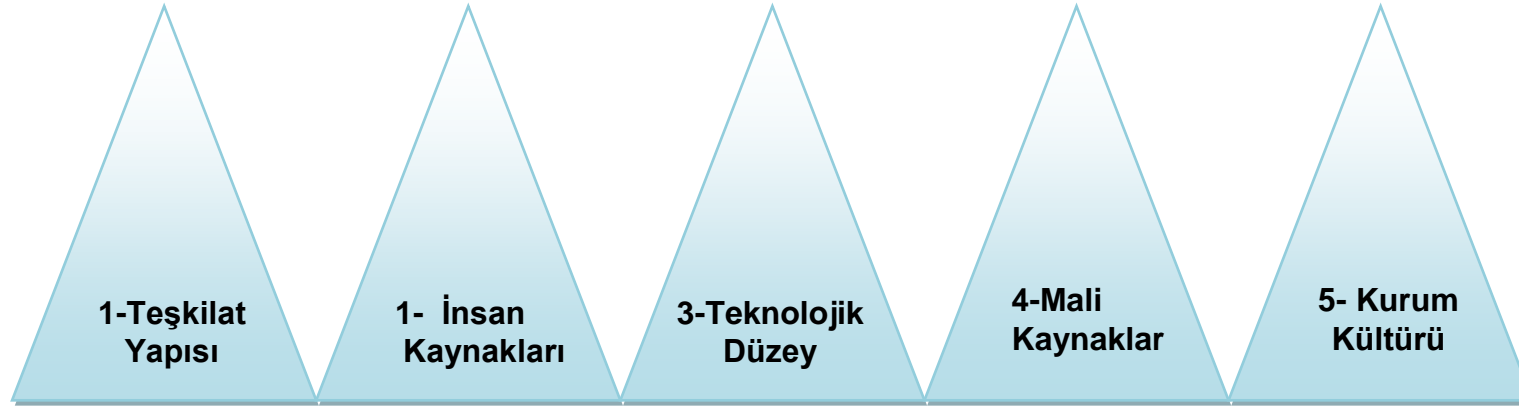 1-Teşkilat
Yapısı
1-  İnsan
Kaynakları
3-Teknolojik
Düzey
4-Mali
Kaynaklar
5- Kurum
Kültürü